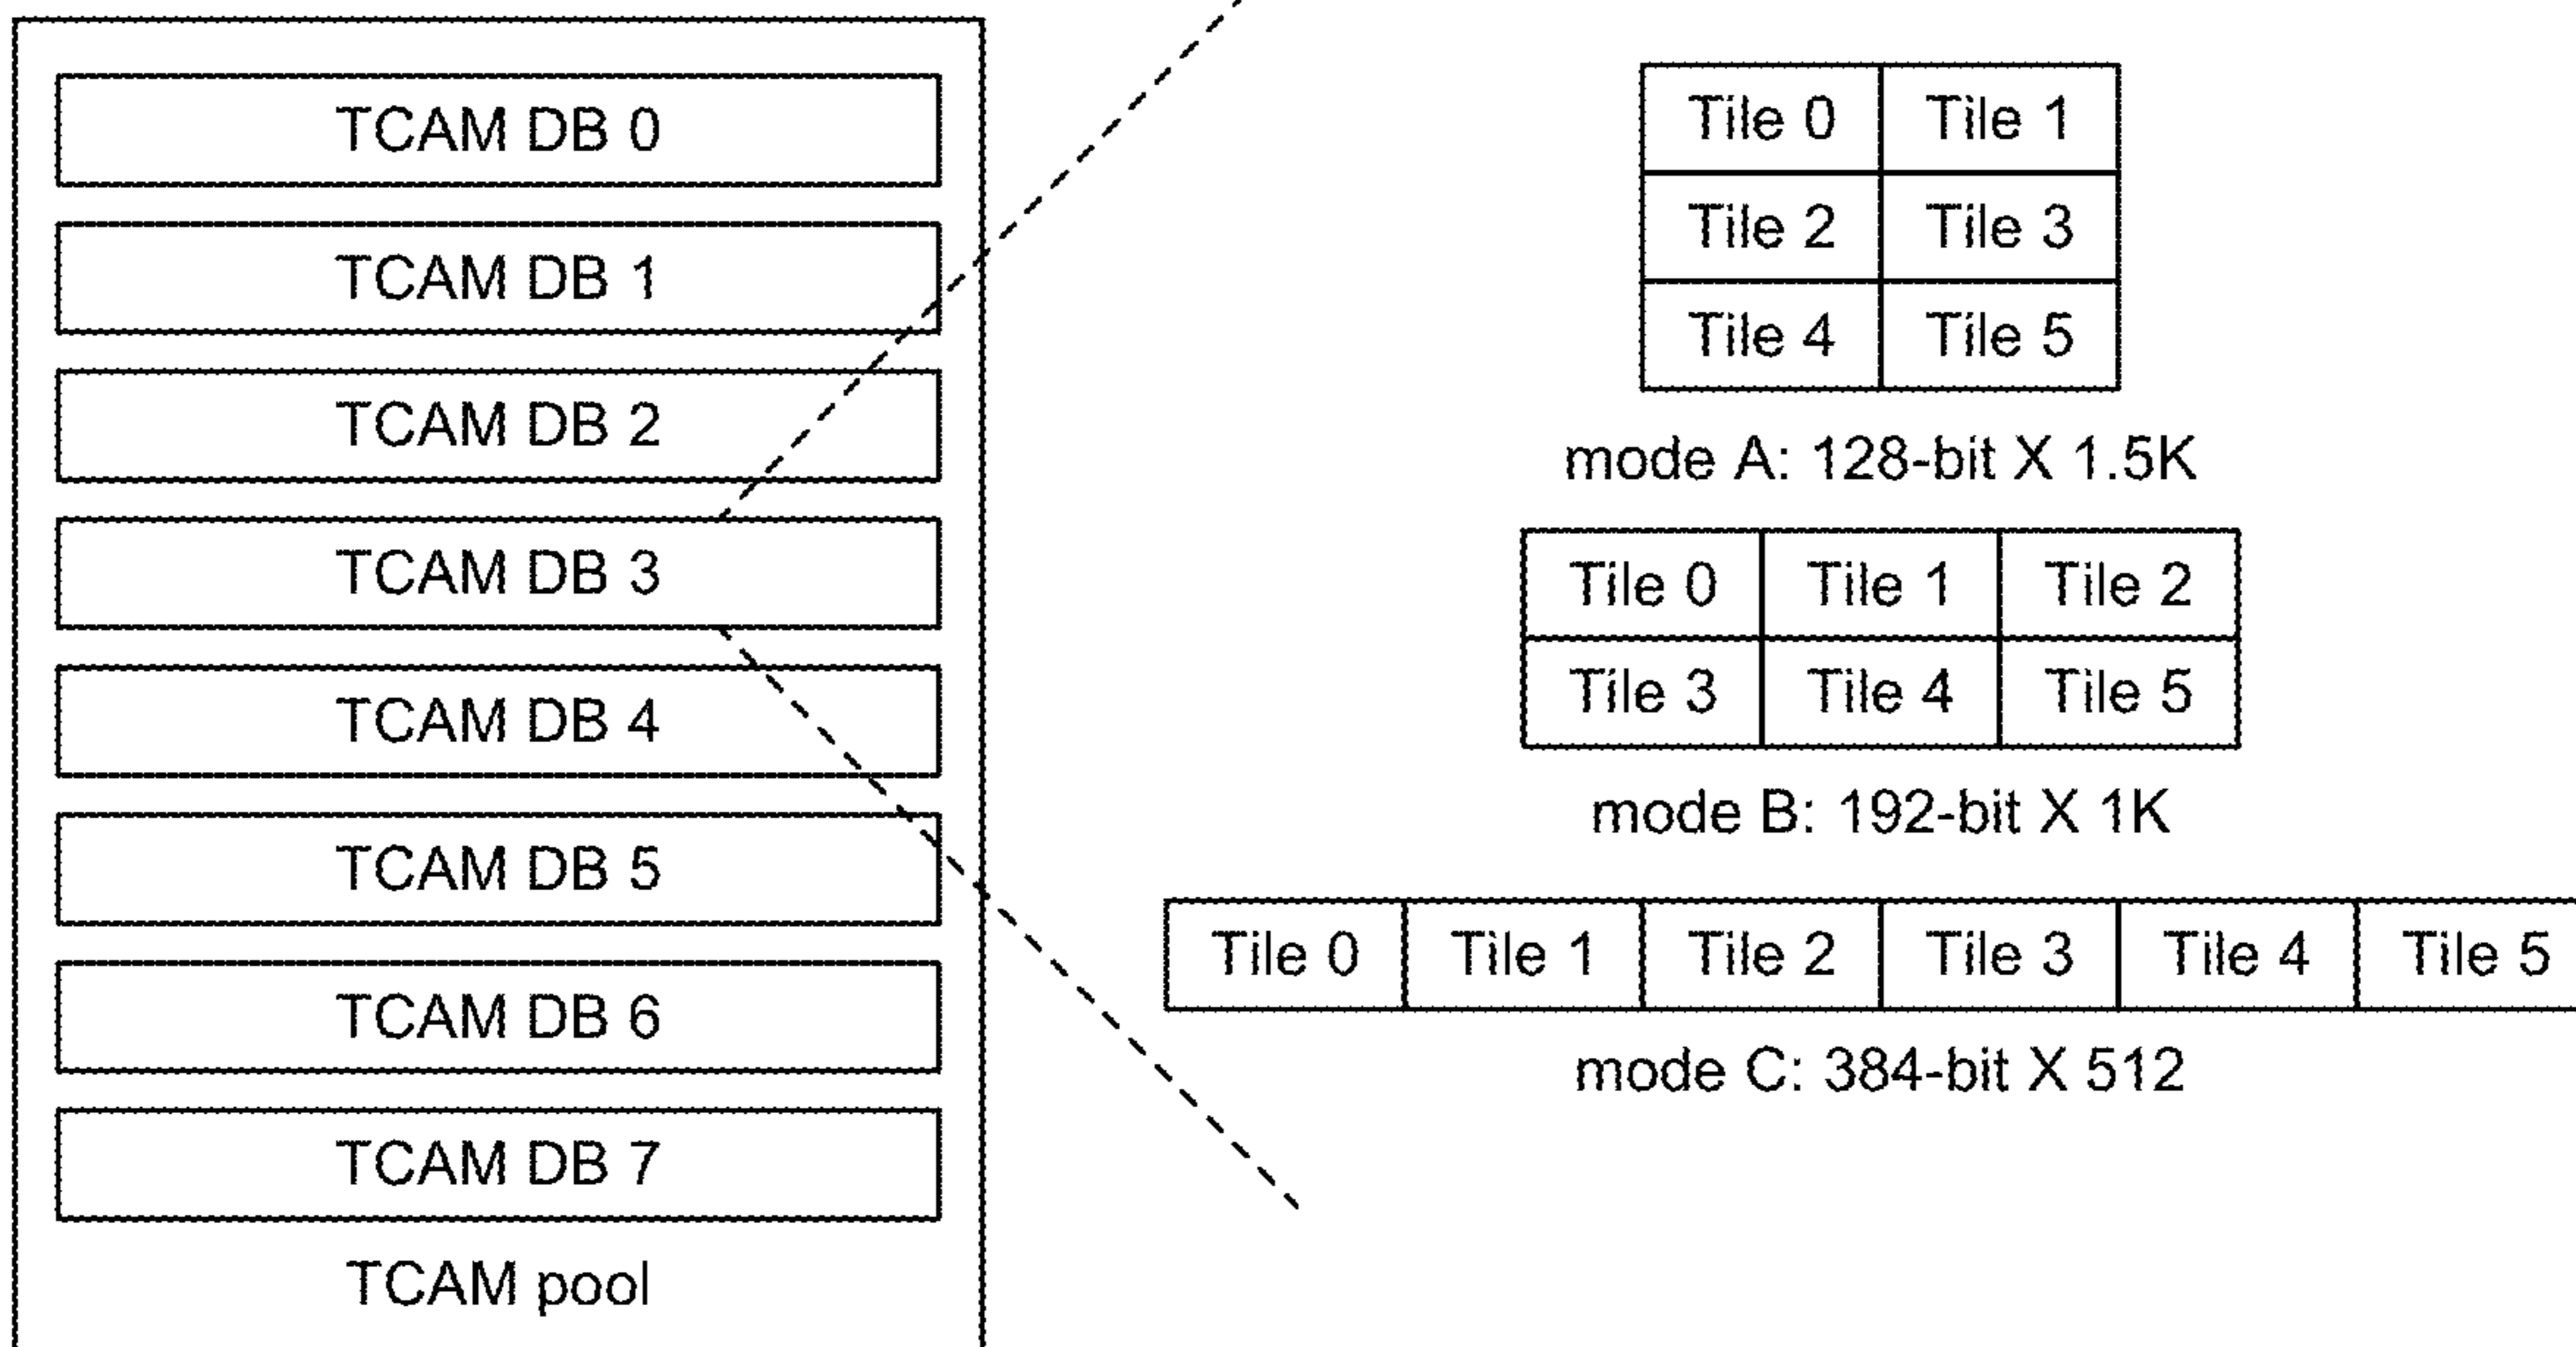 TCAM DB 0
TCAM DB 1
TCAM DB 2
TCAM DB 3
TCAM DB 4
TCAM DB 5
TCAM DB 6
TCAM DB 7
TCAM pool
Tile 0 Tile 1
Tile 2 Tile 3
Tile 4 Tile 5
mode A: 128-bit X 1.5K
Tile 0 Tile 1 Tile 2
Tile 3 Tile 4 Tile 5
mode B: 192-bit X 1K
Tile 0 Tile 1 Tile 2 Tile 3 Tile 4 Tile 5
mode C: 384-bit X 512